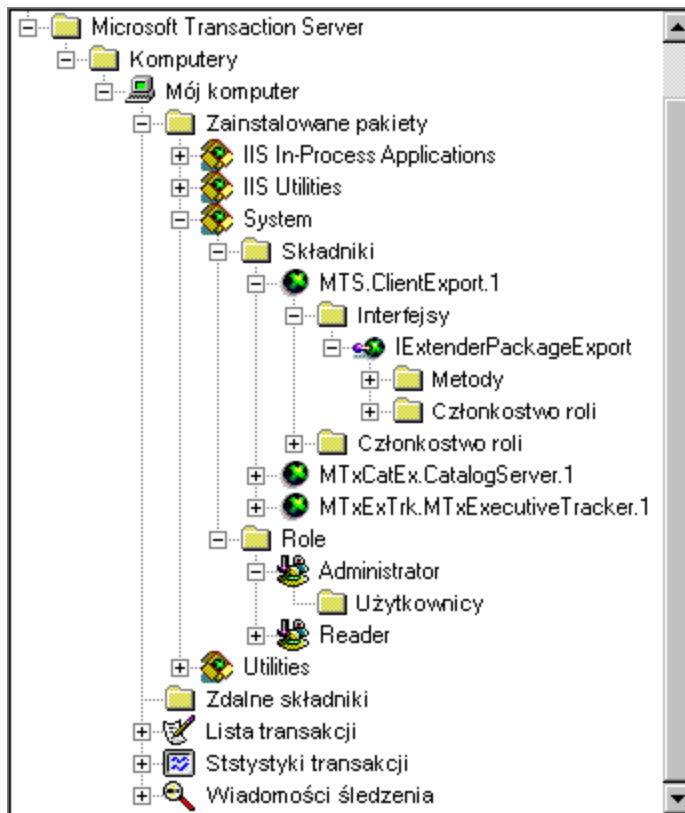 Microsoft Transaction Server
Komputery
Mój komputer
Zainstalowane pakiety
IIS In-Process Applications
IIS Utilities
System
Składniki
MTS.ClientExport.1
Interfejsy
IExtenderPackageExport
Metody
Członkostwo roli
Członkostwo roli
MTxCatEx.CatalogServer.1
MTxExTrk.MTxExecutiveTracker.1
Role
Administrator
Użytkownicy
Reader
Utilities
Zdalne składniki
Lista transakcji
Ststystyki transakcji
Wiadomości śledzenia